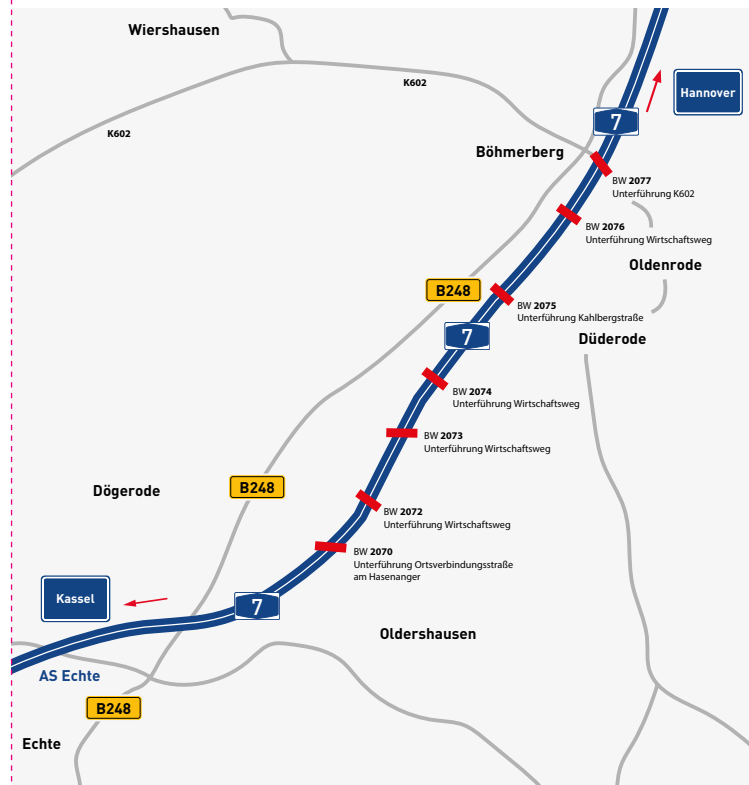 Wiershausen
K602
Hannover
K602
7
Böhmerberg
BW 2077
Unterführung K602
BW 2076
Unterführung Wirtschaftsweg
Oldenrode
B248
BW 2075
Unterführung Kahlbergstraße
7
Düderode
BW 2074
Unterführung Wirtschaftsweg
BW 2073
Unterführung Wirtschaftsweg
Dögerode
B248
BW 2072
Unterführung Wirtschaftsweg
BW 2070
Unterführung Ortsverbindungsstraße
am Hasenanger
Kassel
7
Oldershausen
AS Echte
B248
Echte